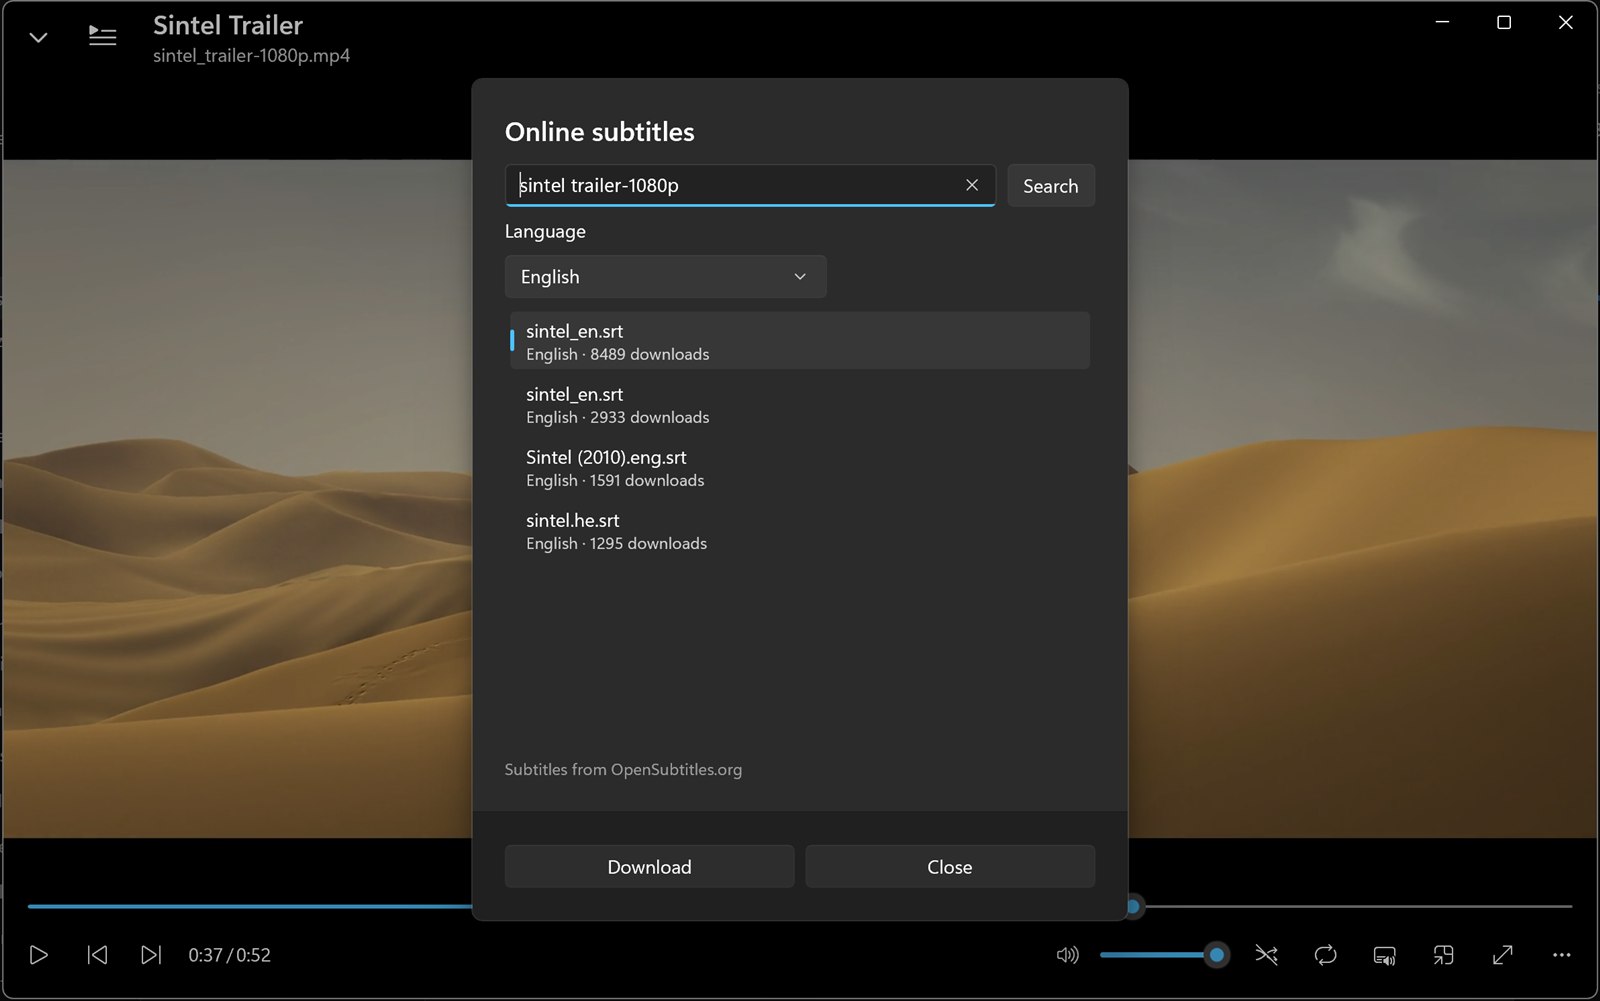 Sintel Trailer
sintel_trailer-1080p.mp4
Online subtitles
sintel trailer-1080p
Search
Language
English
sintel_en.srt
English · 8489 downloads
sintel_en.srt
English · 2933 downloads
Sintel (2010).eng.srt
English · 1591 downloads
sintel.he.srt
English · 1295 downloads
Subtitles from OpenSubtitles.org
Download
Close
0:37/0:52